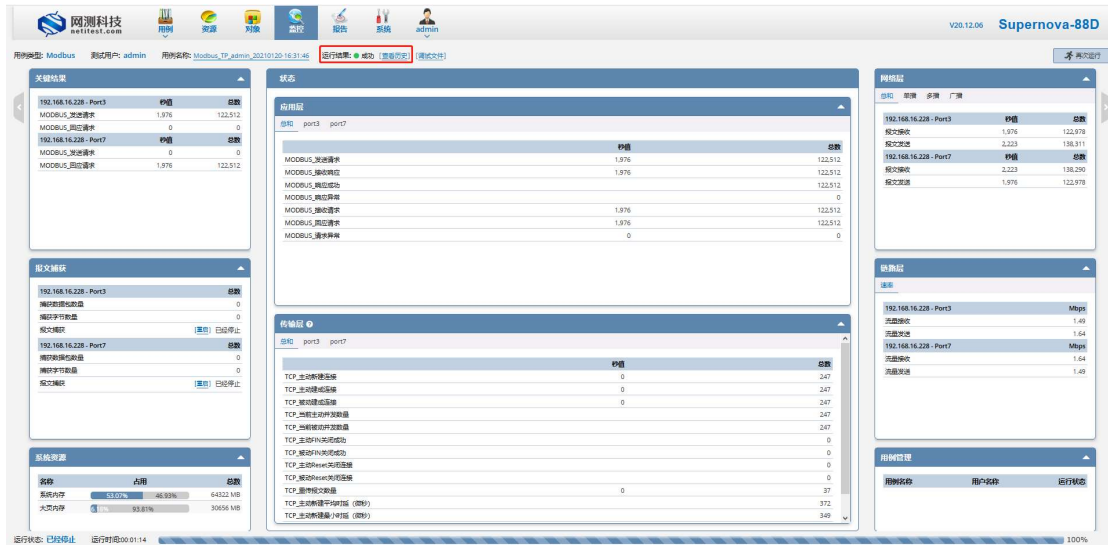 网测科技
netitest.com
用例 资源 对象 监控 报告 系统 admin
V20.12.06 Supernova-88D
用例类型: Modbus 测试用户: admin 用例名称: Modbus_TP_admin_20210120-16:31:46 运行结果: 成功 [查看历史] [调试文件] 再次运行
关键结果
192.168.16.228 - Port3 秒值 总数
MODBUS_发送请求 1,976 122,512
MODBUS_回应请求 0 0
192.168.16.228 - Port7 秒值 总数
MODBUS_发送请求 0 0
MODBUS_回应请求 1,976 122,512
报文捕获
192.168.16.228 - Port3 总数
捕获数据包数量 0
捕获字节数量 0
报文捕获 [重启] 已经停止
192.168.16.228 - Port7 总数
捕获数据包数量 0
捕获字节数量 0
报文捕获 [重启] 已经停止
系统资源
名称 占用 总数
系统内存 53.07% 46.93% 64322 MB
大页内存 93.81% 30656 MB
状态
应用层
总和 port3 port7
秒值 总数
MODBUS_发送请求 1,976 122,512
MODBUS_接收响应 1,976 122,512
MODBUS_响应成功 122,512
MODBUS_响应异常 0
MODBUS_接收请求 1,976 122,512
MODBUS_回应请求 1,976 122,512
MODBUS_请求异常 0 0
传输层
总和 port3 port7
秒值 总数
TCP_主动新建连接 0 247
TCP_主动建成连接 0 247
TCP_被动建成连接 0 247
TCP_当前主动并发数量 247
TCP_当前被动并发数量 247
TCP_主动FIN关闭成功 0
TCP_被动FIN关闭成功 0
TCP_主动Reset关闭连接 0
TCP_被动Reset关闭连接 0
TCP_重传报文数量 0 37
TCP_主动新建平均时延 (微秒) 372
TCP_主动新建最小时延 (微秒) 349
网络层
总和 单播 多播 广播
192.168.16.228 - Port3 秒值 总数
报文接收 1,976 122,978
报文发送 2,223 138,311
192.168.16.228 - Port7 秒值 总数
报文接收 2,223 138,290
报文发送 1,976 122,978
链路层
速率
192.168.16.228 - Port3 Mbps
流量接收 1.49
流量发送 1.64
192.168.16.228 - Port7 Mbps
流量接收 1.64
流量发送 1.49
用例管理
用例名称 用户名称 运行状态
运行状态: 已经停止 运行时间:00:01:14 100%